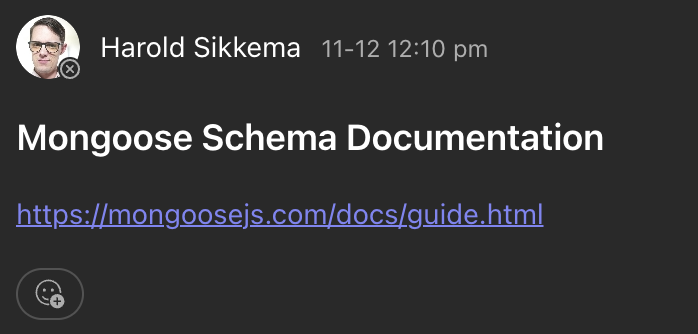 Harold Sikkema 11-12 12:10 pm
Mongoose Schema Documentation
https://mongoosejs.com/docs/guide.html